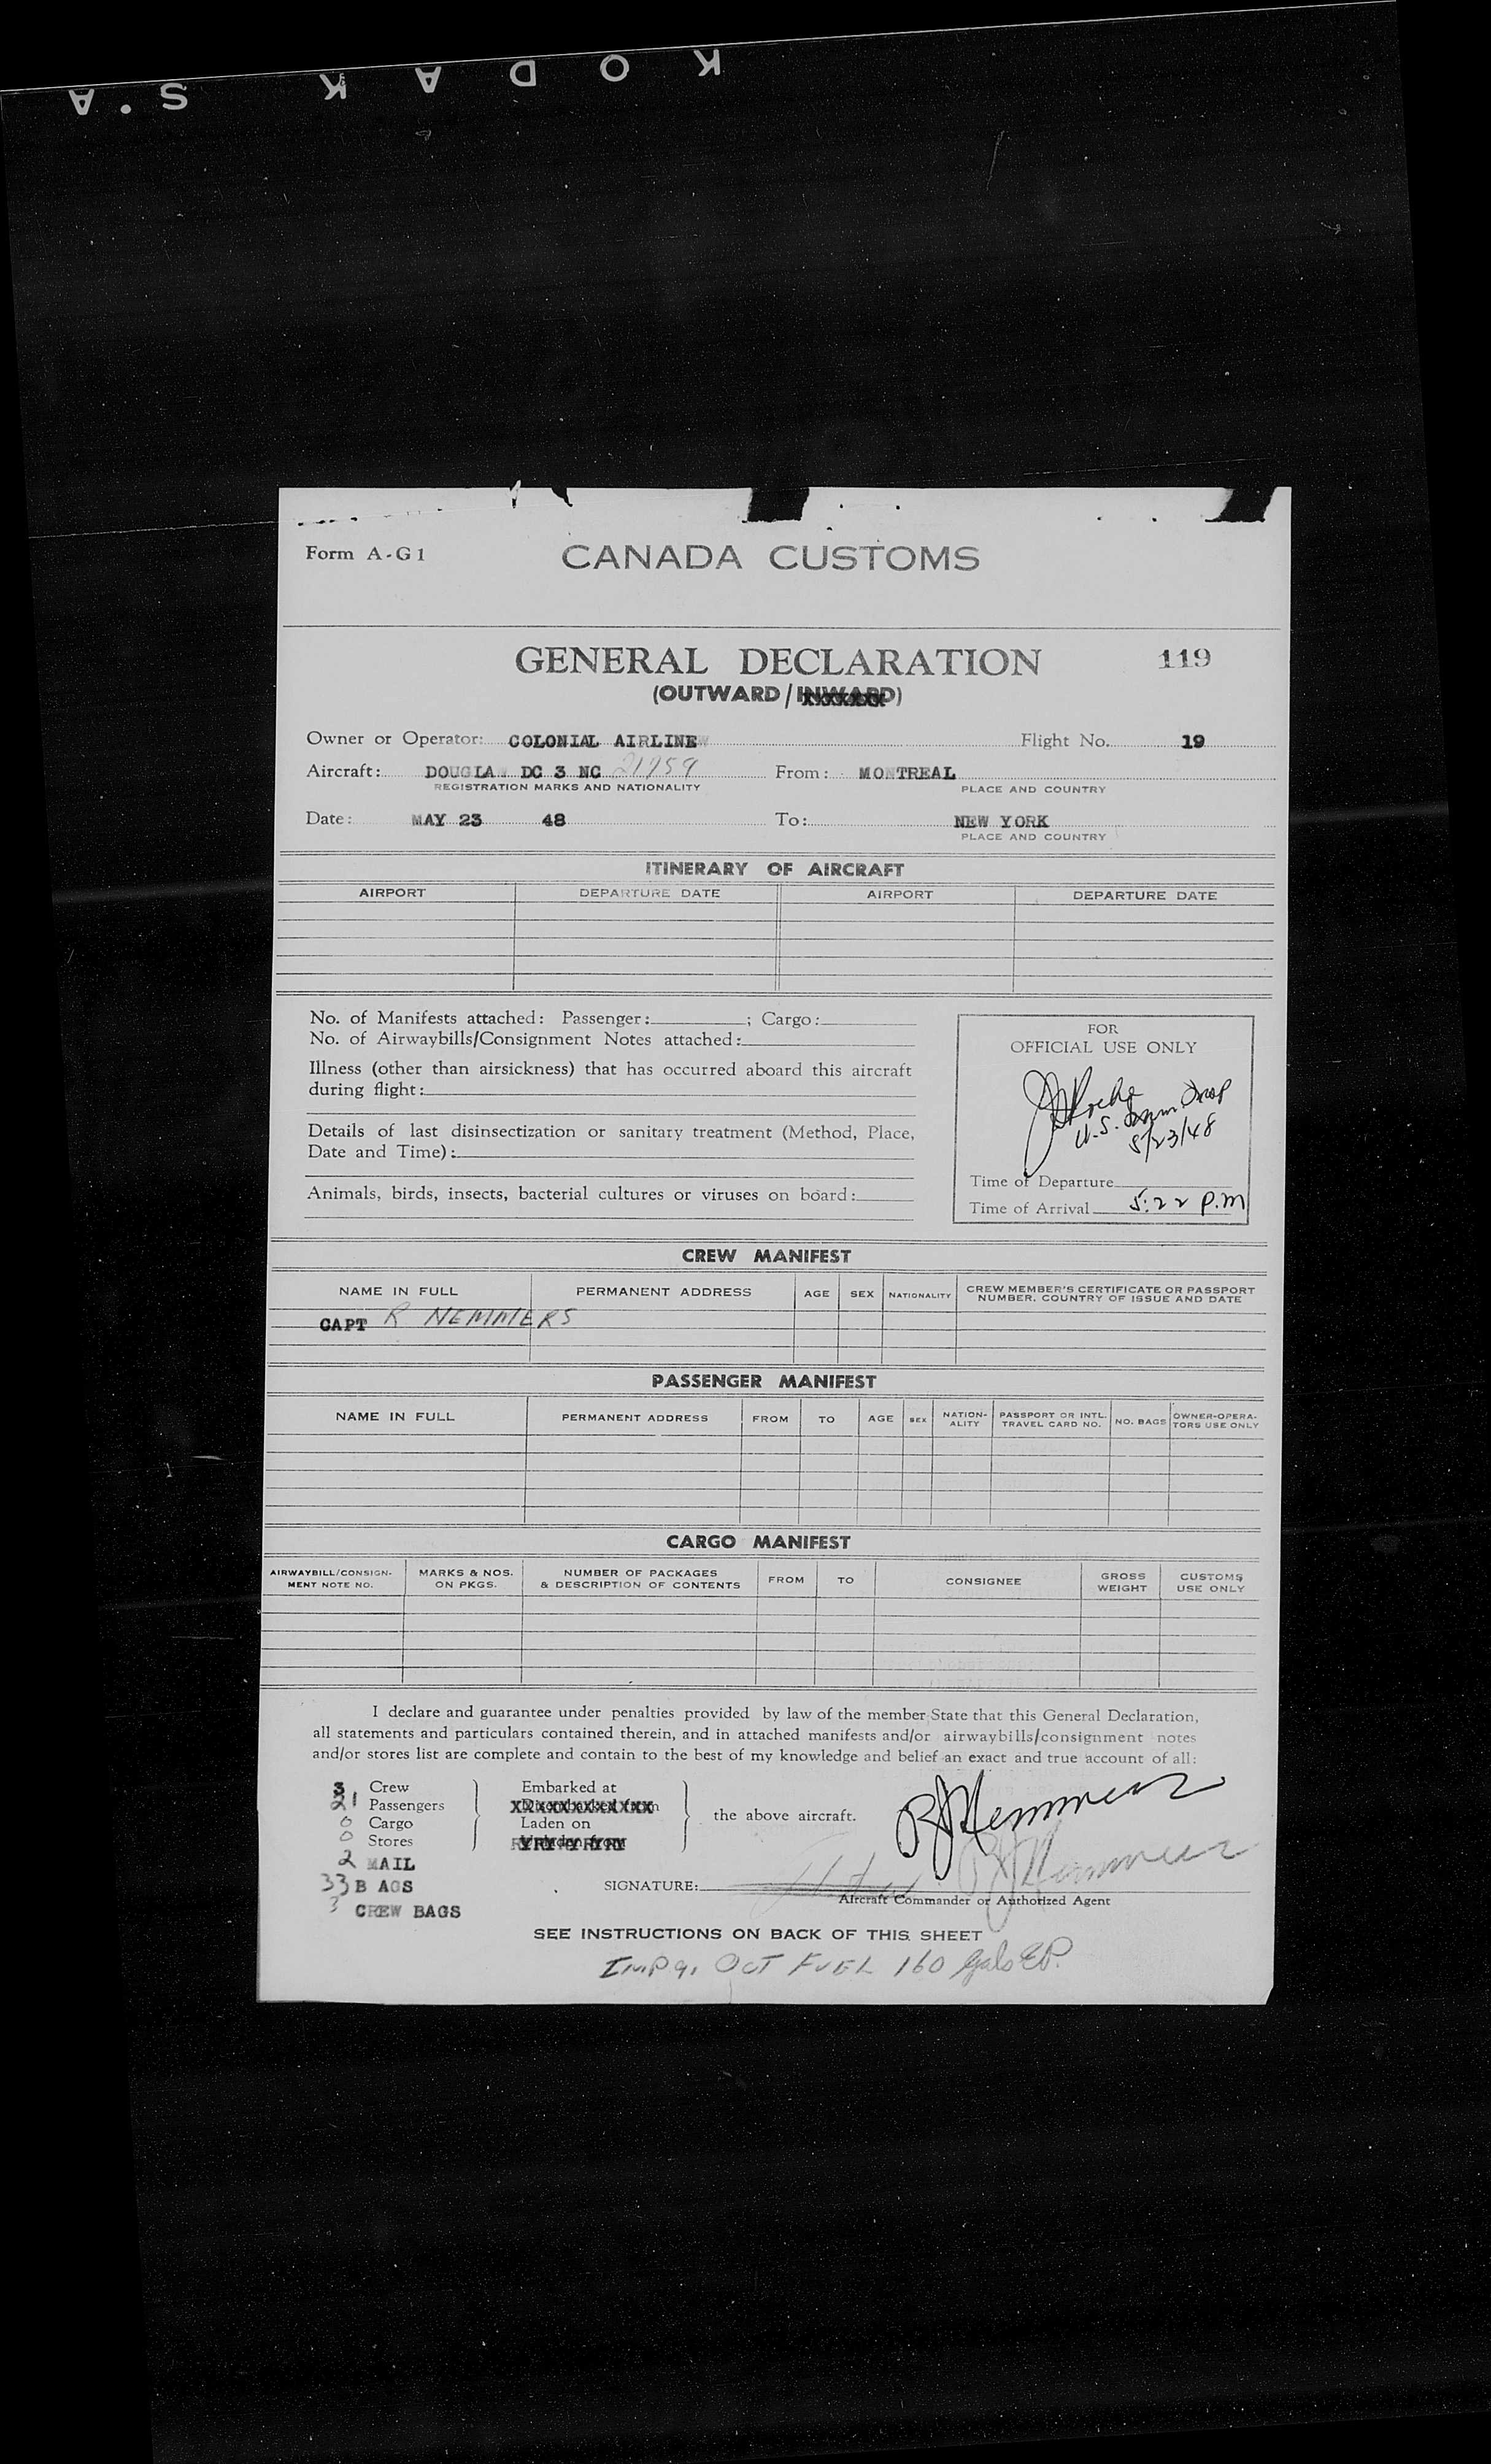 KODAK S.A
Form A-G1
CANADA CUSTOMS
GENERAL DECLARATION 119
(OUTWARD / INWARD)
Owner or Operator: COLONIAL AIRLINE Flight No. 19
Aircraft: DOUGLA DC 3 NC 21759 From: MONTREAL
REGISTRATION MARKS AND NATIONALITY PLACE AND COUNTRY
Date: MAY 23 48 To: NEW YORK
PLACE AND COUNTRY
ITINERARY OF AIRCRAFT
AIRPORT DEPARTURE DATE AIRPORT DEPARTURE DATE
No. of Manifests attached: Passenger: ; Cargo:
No. of Airwaybills/Consignment Notes attached:
Illness (other than airsickness) that has occurred aboard this aircraft
during flight:
Details of last disinsectization or sanitary treatment (Method, Place,
Date and Time):
Animals, birds, insects, bacterial cultures or viruses on board:
FOR
OFFICIAL USE ONLY
U.S.
5/23/48
Time of Departure
Time of Arrival 5:22 P.M
CREW MANIFEST
NAME IN FULL PERMANENT ADDRESS AGE SEX NATIONALITY CREW MEMBER'S CERTIFICATE OR PASSPORT
NUMBER, COUNTRY OF ISSUE AND DATE
CAPT R NEMMERS
PASSENGER MANIFEST
NAME IN FULL PERMANENT ADDRESS FROM TO AGE SEX NATION-
ALITY PASSPORT OR INTL.
TRAVEL CARD NO. NO. BAGS OWNER-OPERA-
TORS USE ONLY
CARGO MANIFEST
AIRWAYBILL/CONSIGN-
MENT NOTE NO. MARKS & NOS.
ON PKGS. NUMBER OF PACKAGES
& DESCRIPTION OF CONTENTS FROM TO CONSIGNEE GROSS
WEIGHT CUSTOMS
USE ONLY
I declare and guarantee under penalties provided by law of the member State that this General Declaration,
all statements and particulars contained therein, and in attached manifests and/or airwaybills/consignment notes
and/or stores list are complete and contain to the best of my knowledge and belief an exact and true account of all:
3 Crew Embarked at
21 Passengers
0 Cargo Laden on
0 Stores
the above aircraft.
2 MAIL
33 B AGS
3 CREW BAGS
SIGNATURE:
Aircraft Commander or Authorized Agent
SEE INSTRUCTIONS ON BACK OF THIS SHEET
OCT FUEL 160 gals